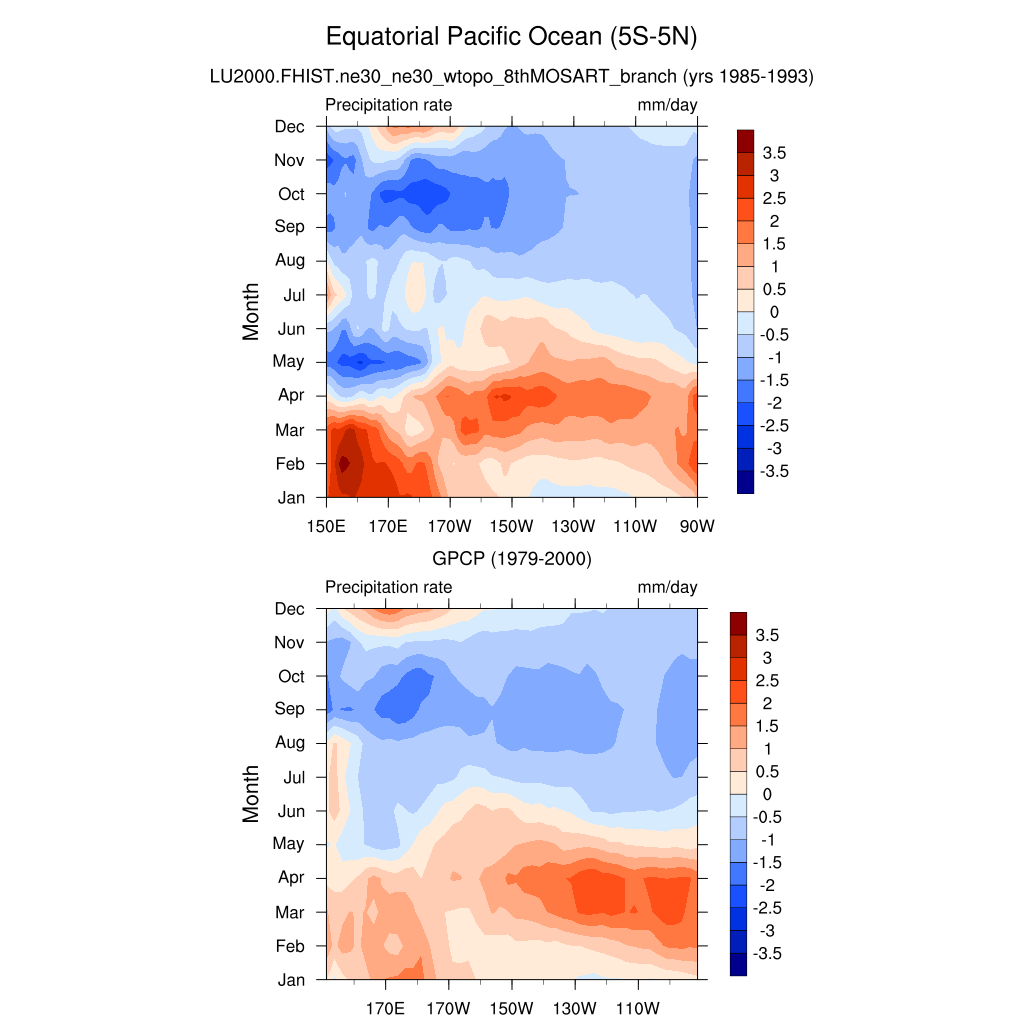 Equatorial Pacific Ocean (5S-5N)
LU2000.FHIST.ne30_ne30_wtopo_8thMOSART_branch (yrs 1985-1993)
Precipitation rate mm/day
Dec
Nov
Oct
Sep
Aug
Jul
Jun
May
Apr
Mar
Feb
Jan
Month
150E 170E 170W 150W 130W 110W 90W
3.5
3
2.5
2
1.5
1
0.5
0
-0.5
-1
-1.5
-2
-2.5
-3
-3.5
GPCP (1979-2000)
Precipitation rate mm/day
Dec
Nov
Oct
Sep
Aug
Jul
Jun
May
Apr
Mar
Feb
Jan
Month
170E 170W 150W 130W 110W
3.5
3
2.5
2
1.5
1
0.5
0
-0.5
-1
-1.5
-2
-2.5
-3
-3.5